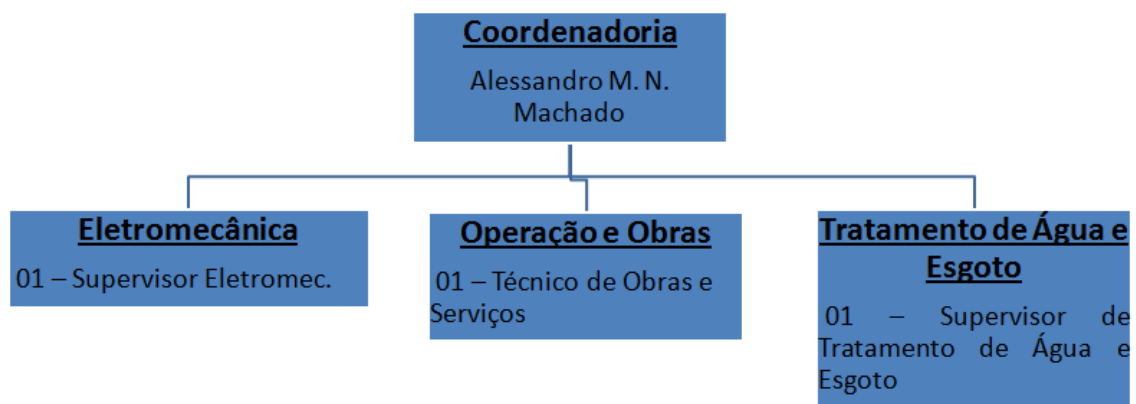 Coordenadoria
Alessandro M. N.
Machado
Eletromecânica
01 – Supervisor Eletromec.
Operação e Obras
01 – Técnico de Obras e
Serviços
Tratamento de Água e
Esgoto
01 – Supervisor de
Tratamento de Água e
Esgoto